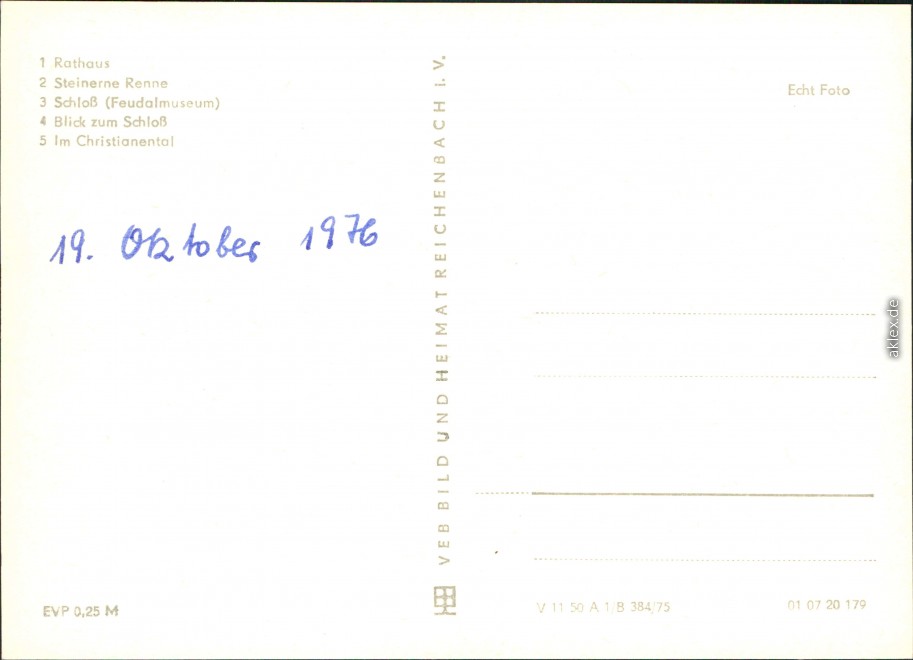 1 Rathaus
2 Steinerne Renne
3 Schloß (Feudalmuseum)
4 Blick zum Schloß
5 Im Christianental
19. Oktober 1976
EVP 0,25 M
VEB BILD UND HEIMAT REICHENBACH i. V.
Echt Foto
V 11 50 A 1/B 384/75
01 07 20 179
aklex.de